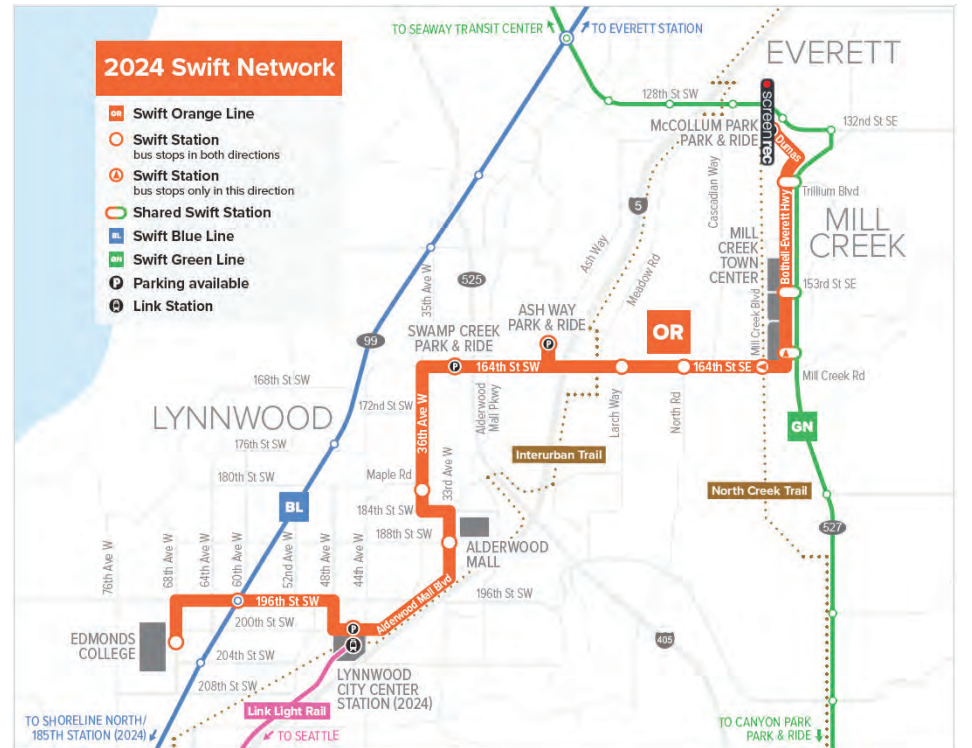 TO SEAWAY TRANSIT CENTER
TO EVERETT STATION
EVERETT
2024 Swift Network
OR Swift Orange Line
Swift Station
bus stops in both directions
Swift Station
bus stops only in this direction
Shared Swift Station
BL Swift Blue Line
GN Swift Green Line
P Parking available
Link Station
128th St SW
132nd St SE
McCOLLUM PARK
PARK & RIDE
screenrec
Dumas
Trillium Blvd
Bothell-Everett Hwy
MILL
CREEK
Cascadian Way
5
Ash Way
Meadow Rd
MILL
CREEK
TOWN
CENTER
Mill Creek Blvd
153rd St SE
35th Ave W
525
99
ASH WAY
PARK & RIDE
SWAMP CREEK
PARK & RIDE
P
P
OR
164th St SW
164th St SE
Mill Creek Rd
168th St SW
172nd St SW
LYNNWOOD
36th Ave W
Alderwood
Mall Pkwy
Larch Way
North Rd
GN
176th St SW
Interurban Trail
180th St SW
Maple Rd
33rd Ave W
North Creek Trail
BL
184th St SW
188th St SW
527
ALDERWOOD
MALL
76th Ave W
68th Ave W
64th Ave W
60th Ave W
52nd Ave W
48th Ave W
44th Ave W
196th St SW
Alderwood Mall Blvd
196th St SW
200th St SW
P
EDMONDS
COLLEGE
405
204th St SW
LYNNWOOD
CITY CENTER
STATION (2024)
208th St SW
Link Light Rail
TO SHORELINE NORTH/
185TH STATION (2024)
TO SEATTLE
TO CANYON PARK
PARK & RIDE